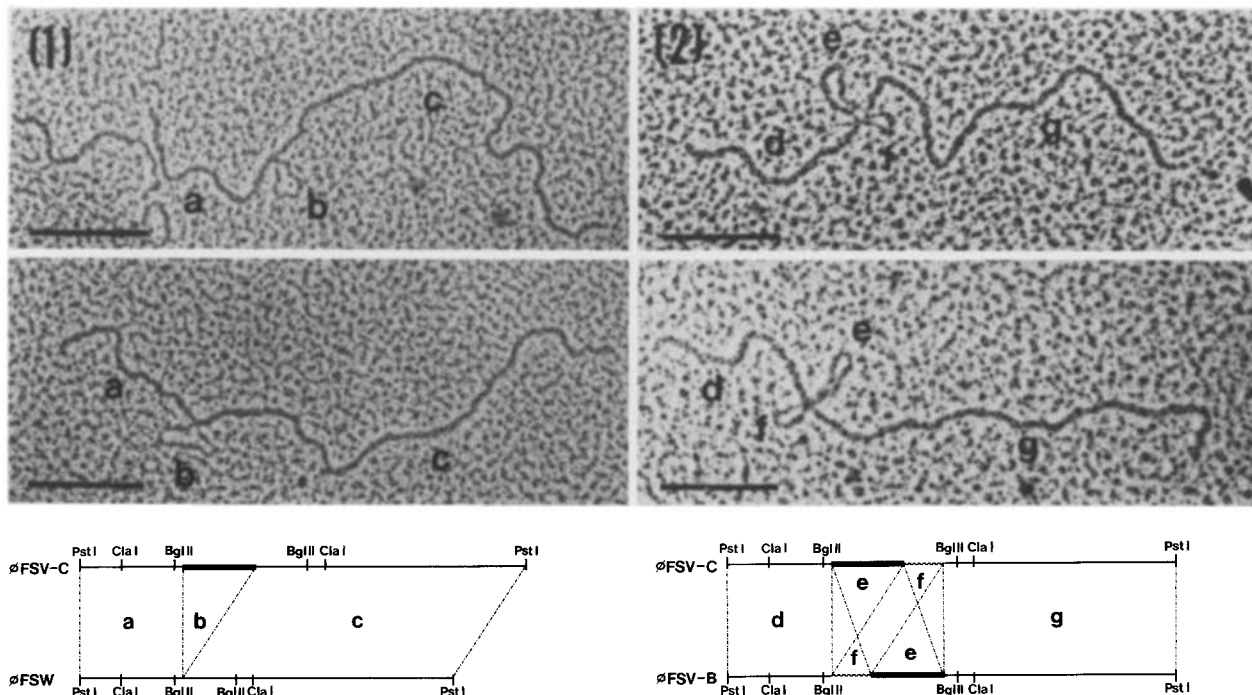 (1)
(2)
a
b
c
d
e
f
g
a
b
c
d
e
f
g
PstI ClaI BglII BglII ClaI PstI
øFSV-C
a b c
øFSW
PstI ClaI BglII BglII ClaI PstI
PstI ClaI BglII BglII ClaI PstI
øFSV-C
d e f g
f e
øFSV-B
PstI ClaI BglII BglII ClaI PstI